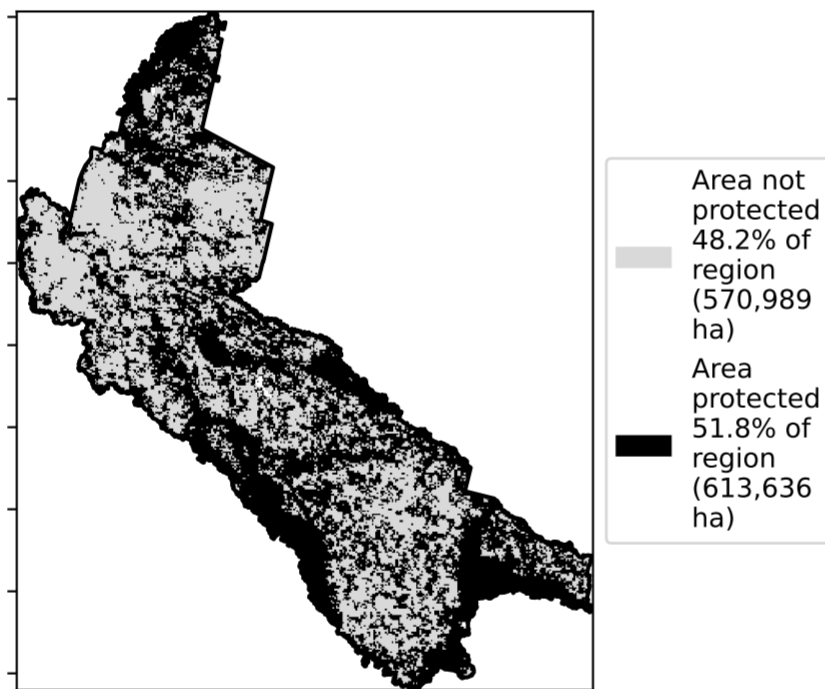 Area not
protected
48.2% of
region
(570,989
ha)
Area
protected
51.8% of
region
(613,636
ha)